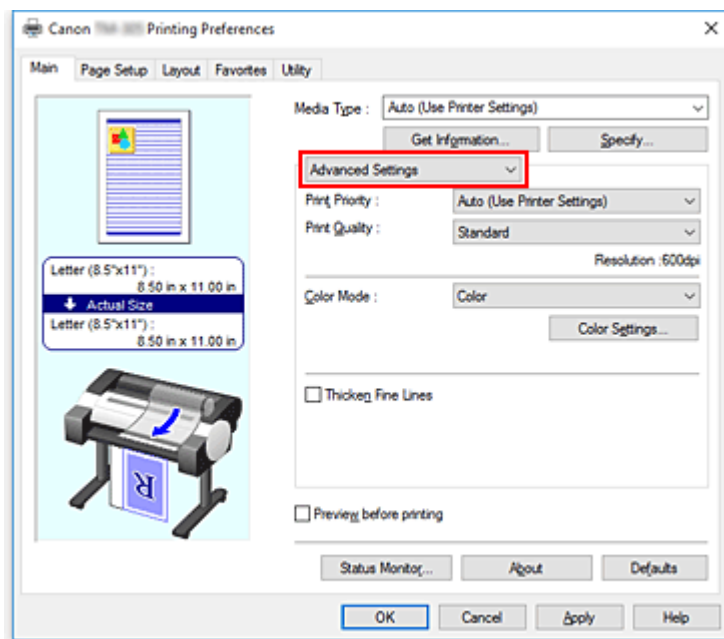 Canon Printing Preferences
Main Page Setup Layout Favorites Utility
Media Type : Auto (Use Printer Settings)
Get Information... Specify...
Advanced Settings
Print Priority : Auto (Use Printer Settings)
Print Quality : Standard
Resolution :600dpi
Letter (8.5"x11") :
8.50 in x 11.00 in
Actual Size
Letter (8.5"x11") :
8.50 in x 11.00 in
Color Mode : Color
Color Settings...
Thicken Fine Lines
R
Preview before printing
Status Monitor... About Defaults
OK Cancel Apply Help